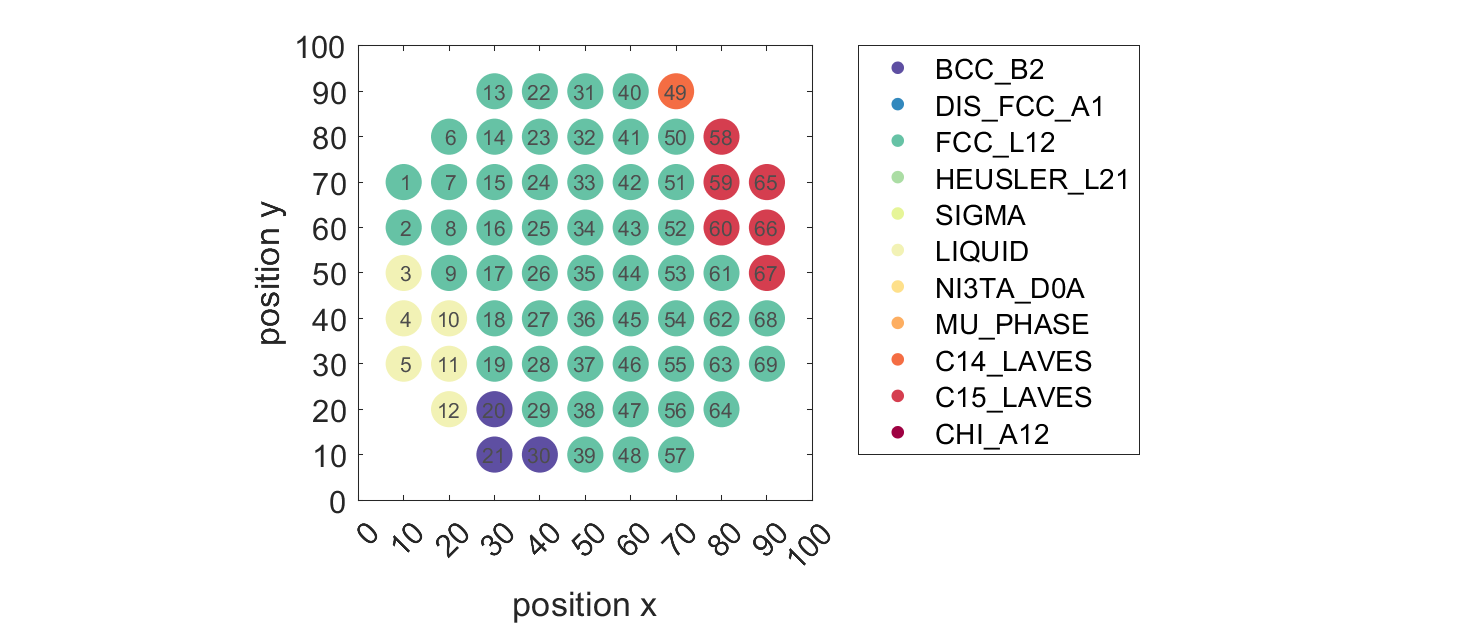 100
90 13 22 31 40 49
80 6 14 23 32 41 50 58
70 1 7 15 24 33 42 51 59 65
60 2 8 16 25 34 43 52 60 66
50 3 9 17 26 35 44 53 61 67
40 4 10 18 27 36 45 54 62 68
30 5 11 19 28 37 46 55 63 69
20 12 20 29 38 47 56 64
10 21 30 39 48 57
0
0 10 20 30 40 50 60 70 80 90 100
position x
position y
BCC_B2
DIS_FCC_A1
FCC_L12
HEUSLER_L21
SIGMA
LIQUID
NI3TA_D0A
MU_PHASE
C14_LAVES
C15_LAVES
CHI_A12